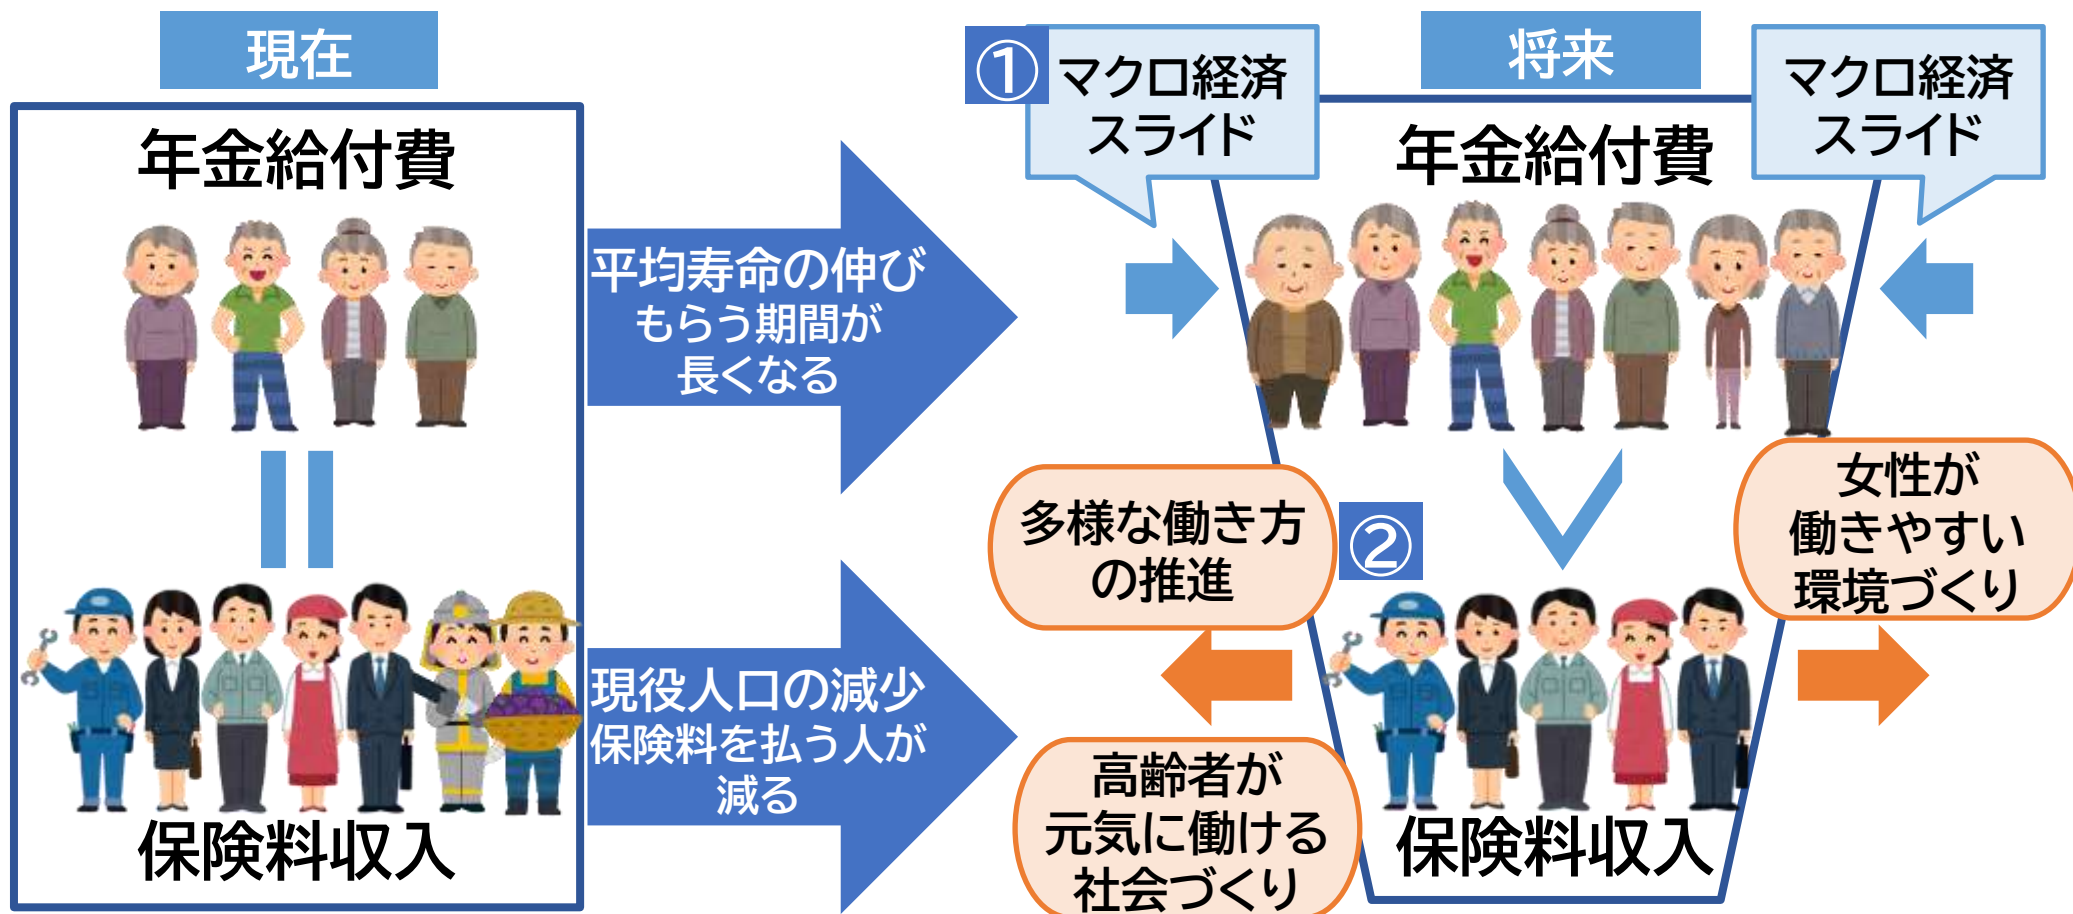 現在
年金給付費
保険料収入
平均寿命の伸び
もらう期間が
長くなる
現役人口の減少
保険料を払う人が
減る
将来
①
マクロ経済
スライド
マクロ経済
スライド
年金給付費
②
多様な働き方
の推進
女性が
働きやすい
環境づくり
高齢者が
元気に働ける
社会づくり
保険料収入